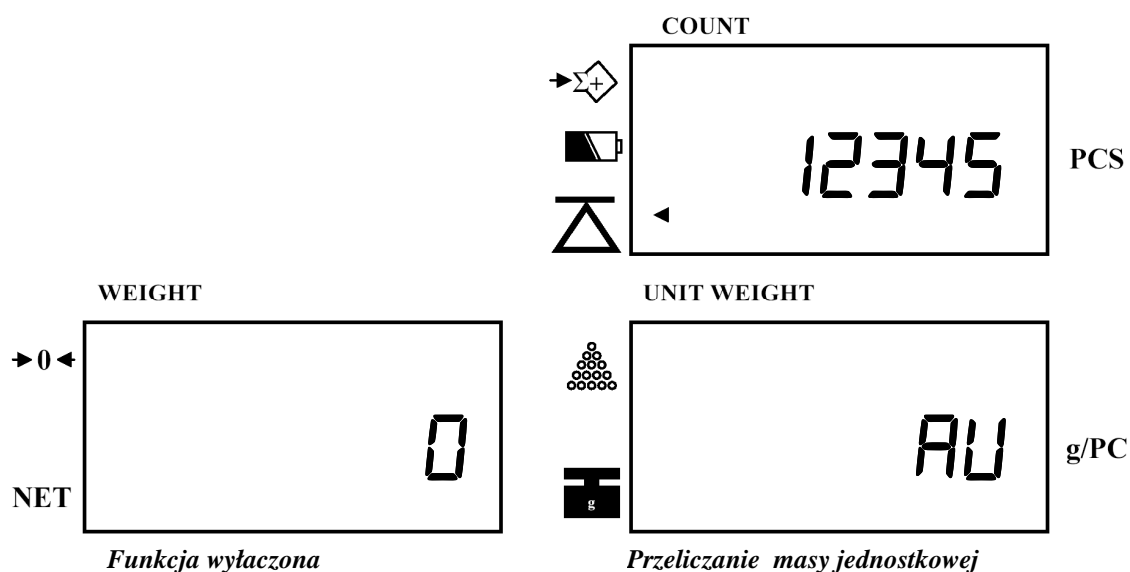 COUNT
Σ+
12345
PCS
WEIGHT
UNIT WEIGHT
0
0
AU
g/PC
NET
g
Funkcja wyłaczona
Przeliczanie masy jednostkowej